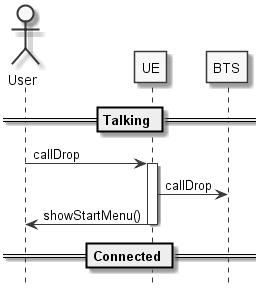 User
UE
BTS
Talking
callDrop
callDrop
showStartMenu()
Connected